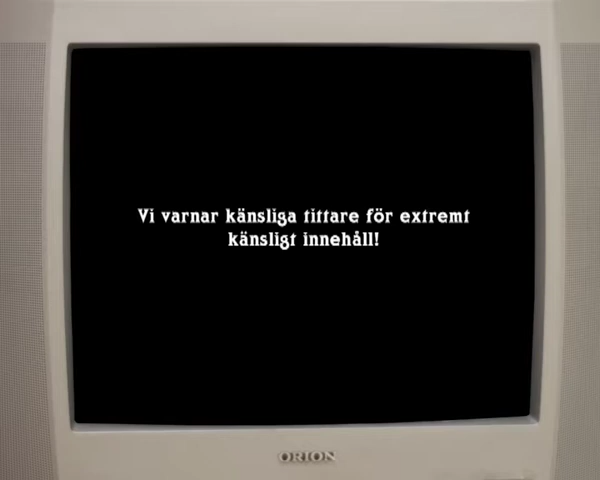 Vi varnar känsliga tittare för extremt
känsligt innehåll!
ORION